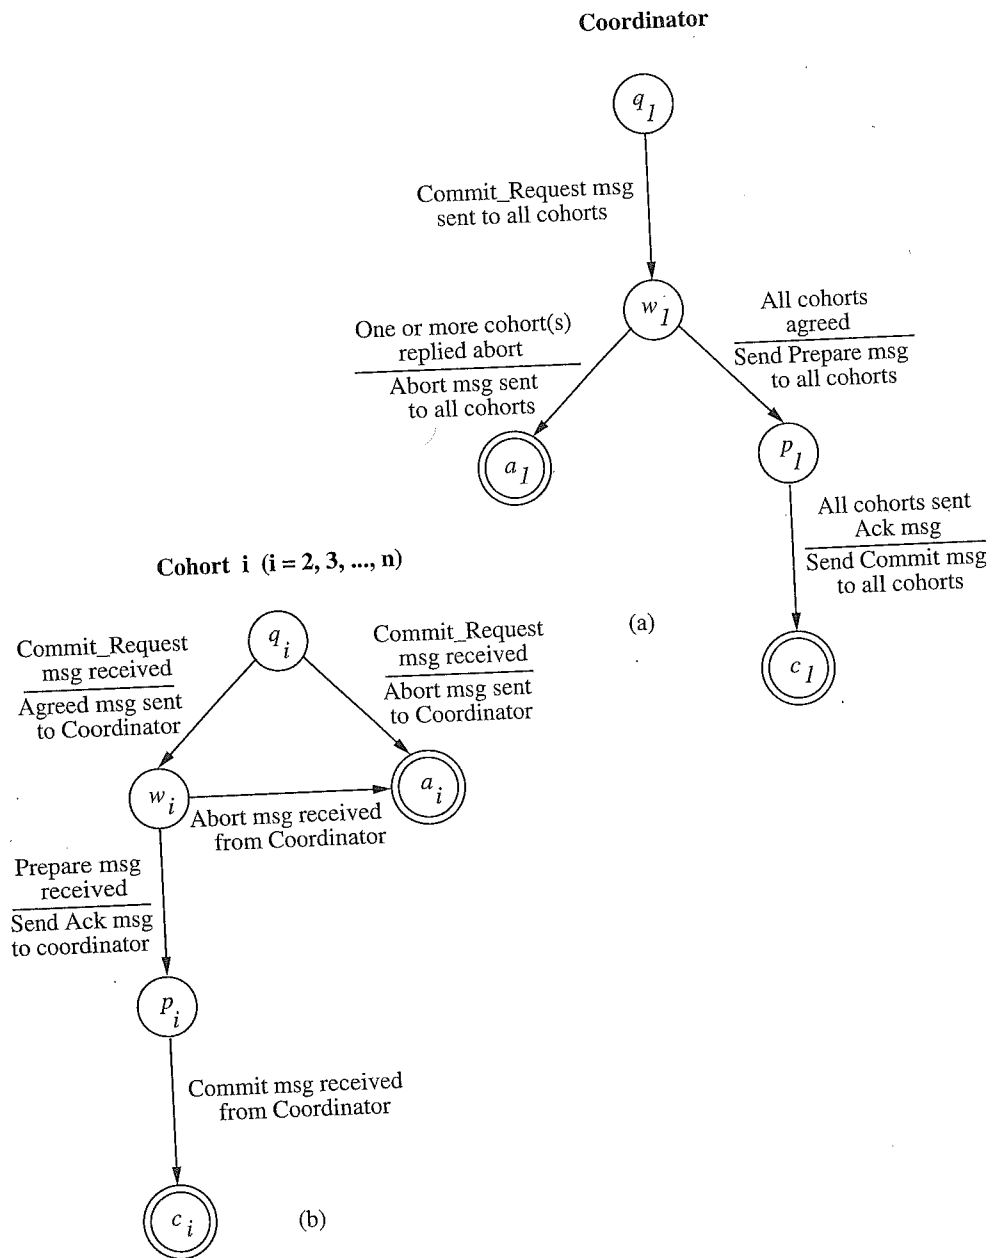 Coordinator
q1
Commit_Request msg
sent to all cohorts
w1
One or more cohort(s)
replied abort
Abort msg sent
to all cohorts
All cohorts
agreed
Send Prepare msg
to all cohorts
a1
p1
All cohorts sent
Ack msg
Send Commit msg
to all cohorts
(a)
c1
Cohort i (i = 2, 3, ..., n)
qi
Commit_Request
msg received
Agreed msg sent
to Coordinator
Commit_Request
msg received
Abort msg sent
to Coordinator
wi
ai
Abort msg received
from Coordinator
Prepare msg
received
Send Ack msg
to coordinator
pi
Commit msg received
from Coordinator
ci
(b)